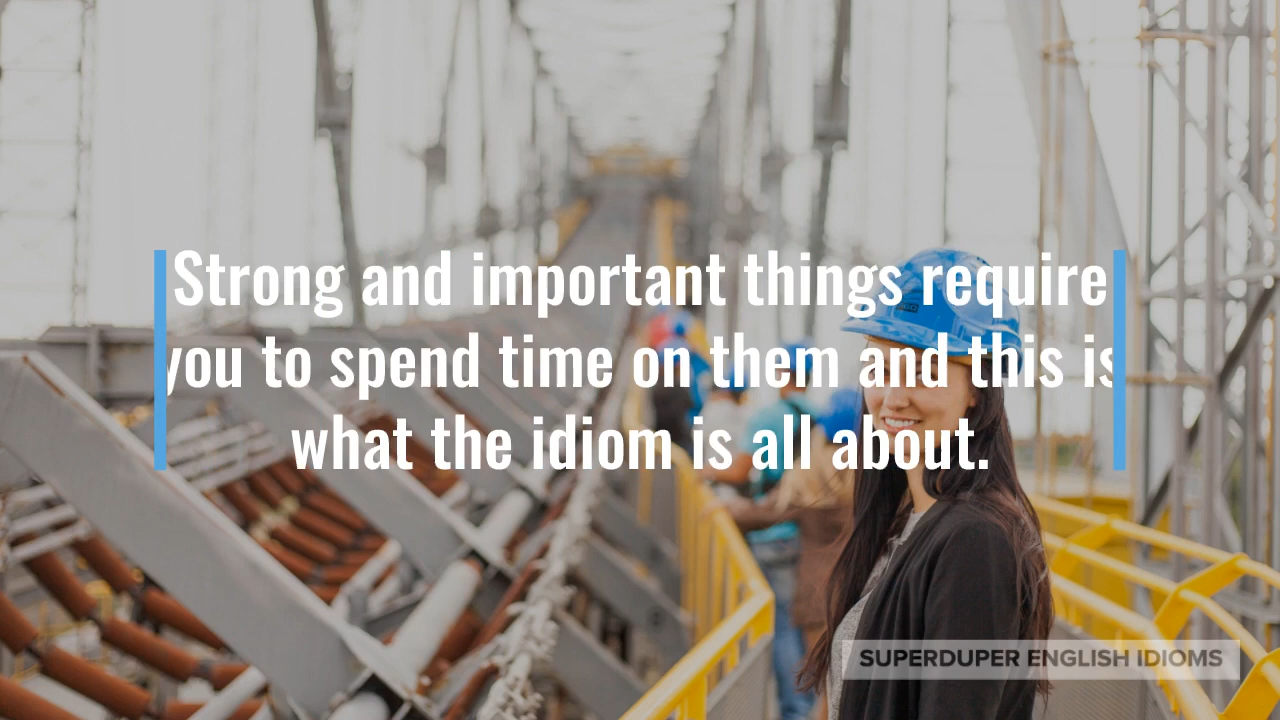 Strong and important things require
you to spend time on them and this is
what the idiom is all about.
SUPERDUPER ENGLISH IDIOMS